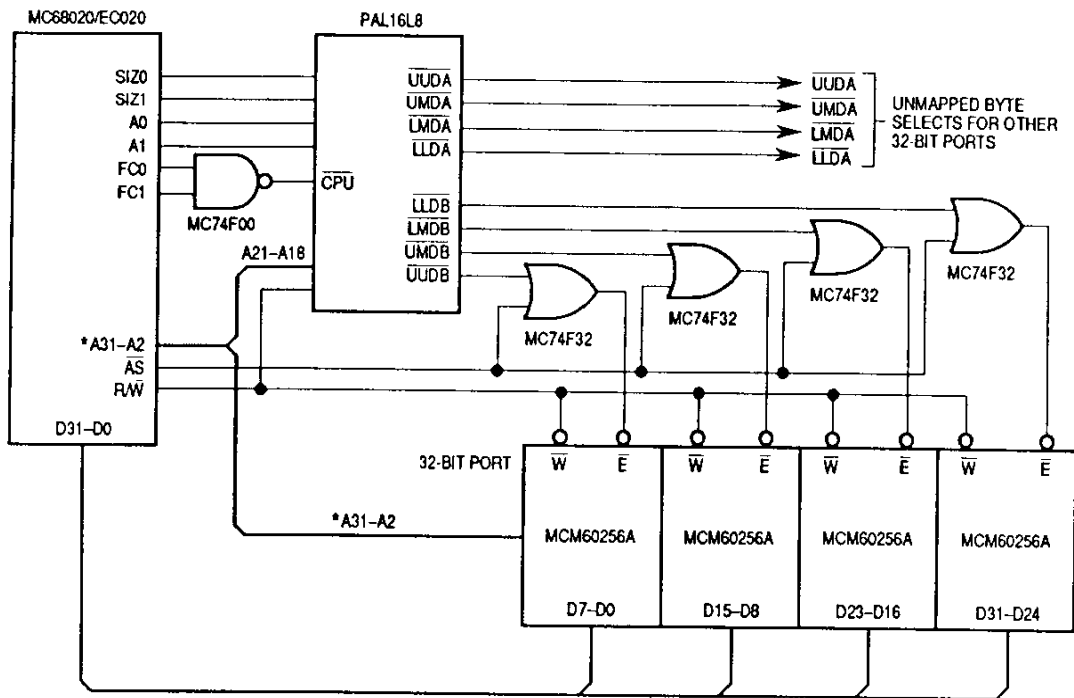 MC68020/EC020
PAL16L8
SIZ0
SIZ1
A0
A1
FC0
FC1
MC74F00
CPU
A21–A18
*A31–A2
AS
R/W
D31–D0
UUDA
UMDA
LMDA
LLDA
LLDB
LMDB
UMDB
UUDB
UUDA
UMDA
LMDA
LLDA
UNMAPPED BYTE
SELECTS FOR OTHER
32-BIT PORTS
MC74F32
MC74F32
MC74F32
MC74F32
32-BIT PORT
W
E
W
E
W
E
W
E
*A31–A2
MCM60256A
MCM60256A
MCM60256A
MCM60256A
D7–D0
D15–D8
D23–D16
D31–D24